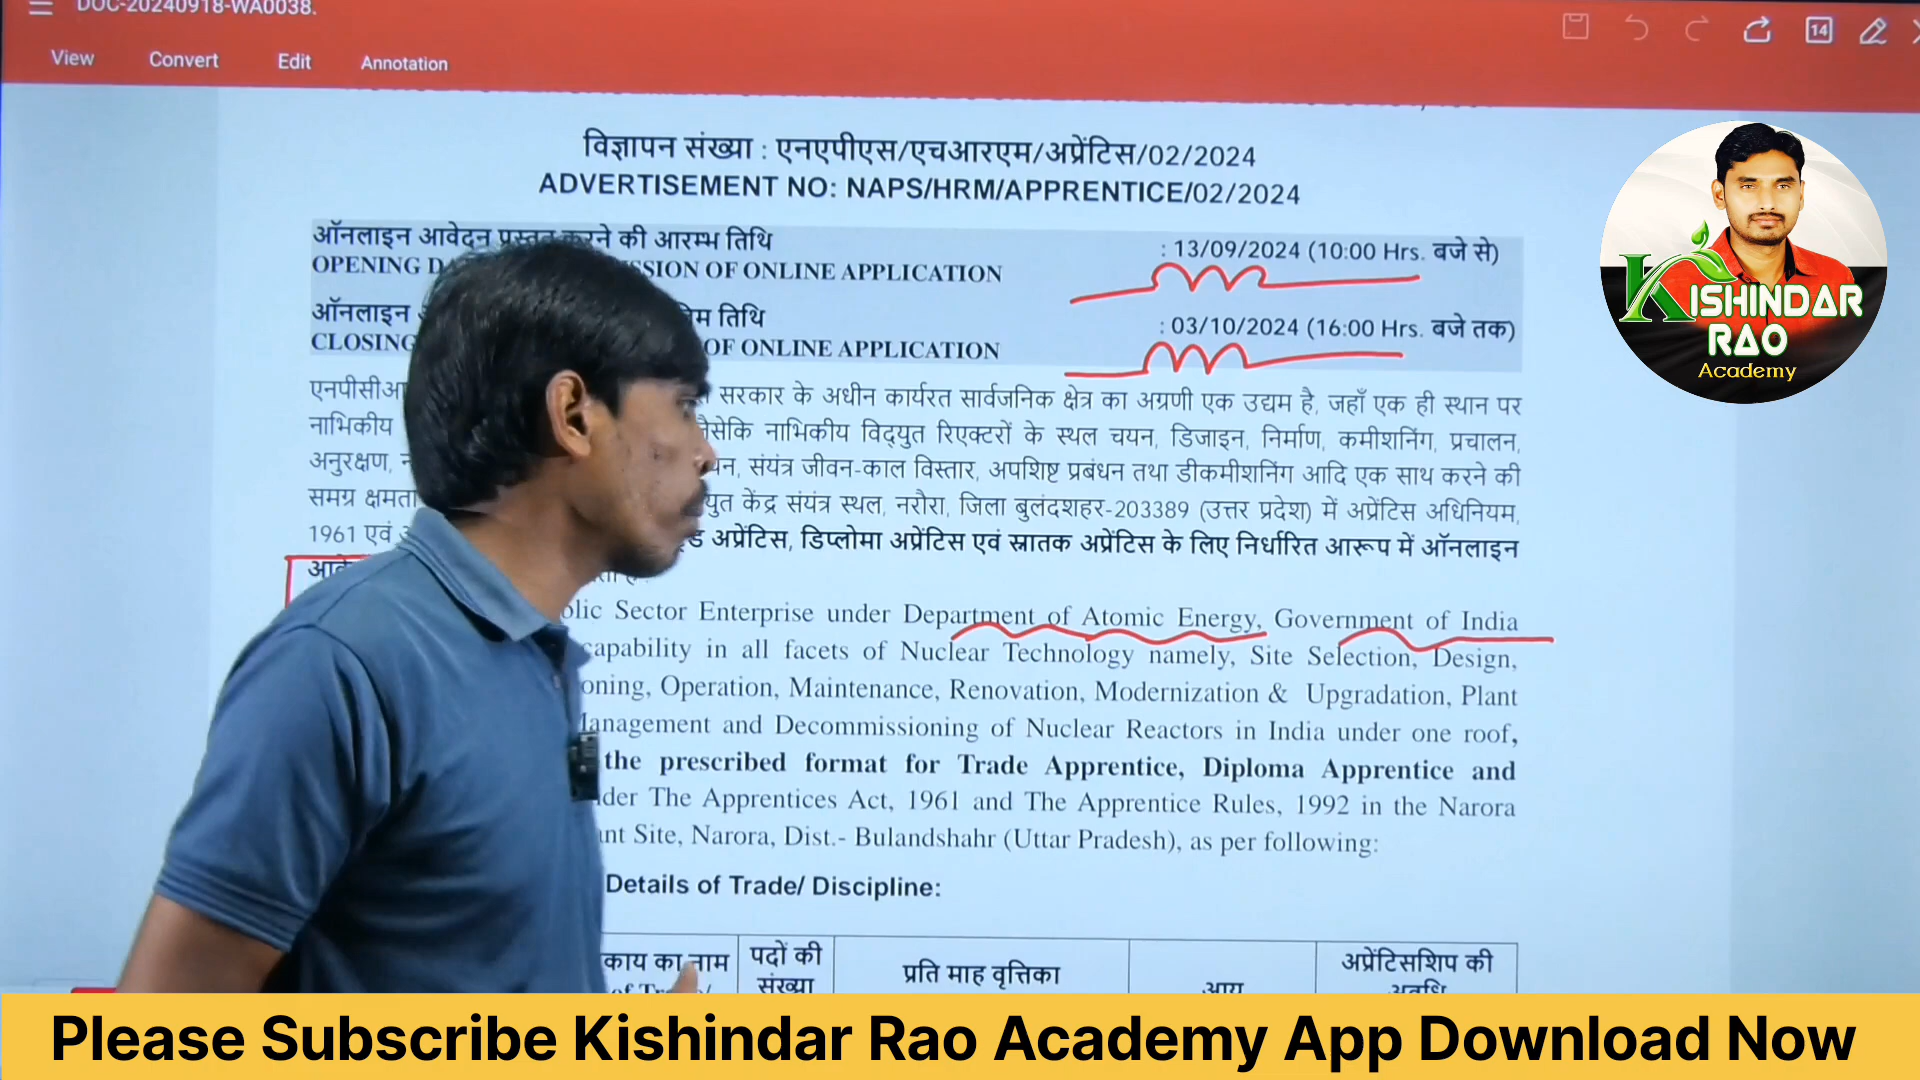 DOC-20240918-WA0038.
View Convert Edit Annotation
14
विज्ञापन संख्या : एनएपीएस/एचआरएम/अप्रेंटिस/02/2024
ADVERTISEMENT NO: NAPS/HRM/APPRENTICE/02/2024
ऑनलाइन आवेदन प्रस्तुत करने की आरम्भ तिथि : 13/09/2024 (10:00 Hrs. बजे से)
OPENING SSION OF ONLINE APPLICATION
ऑनलाइन तिथि : 03/10/2024 (16:00 Hrs. बजे तक)
CLOSING OF ONLINE APPLICATION
एनपीसीआ सरकार के अधीन कार्यरत सार्वजनिक क्षेत्र का अग्रणी एक उद्यम है, जहाँ एक ही स्थान पर
नाभिकीय जैसेकि नाभिकीय विद्युत रिएक्टरों के स्थल चयन, डिजाइन, निर्माण, कमीशनिंग, प्रचालन,
अनुरक्षण, संयंत्र जीवन-काल विस्तार, अपशिष्ट प्रबंधन तथा डीकमीशनिंग आदि एक साथ करने की
समग्र क्षमता केंद्र संयंत्र स्थल, नरौरा, जिला बुलंदशहर-203389 (उत्तर प्रदेश) में अप्रेंटिस अधिनियम,
1961 एवं अप्रेंटिस, डिप्लोमा अप्रेंटिस एवं स्नातक अप्रेंटिस के लिए निर्धारित आरूप में ऑनलाइन
blic Sector Enterprise under Department of Atomic Energy, Government of India
capability in all facets of Nuclear Technology namely, Site Selection, Design,
oning, Operation, Maintenance, Renovation, Modernization & Upgradation, Plant
anagement and Decommissioning of Nuclear Reactors in India under one roof,
the prescribed format for Trade Apprentice, Diploma Apprentice and
der The Apprentices Act, 1961 and The Apprentice Rules, 1992 in the Narora
ant Site, Narora, Dist.- Bulandshahr (Uttar Pradesh), as per following:
Details of Trade/ Discipline:
काय का नाम पदों की संख्या प्रति माह वृत्तिका अप्रेंटिसशिप की
KISHINDAR
RAO
Academy
Please Subscribe Kishindar Rao Academy App Download Now